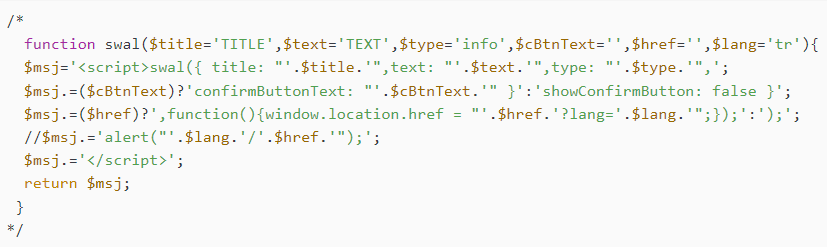 /*
function swal($title='TITLE',$text='TEXT',$type='info',$cBtnText='',$href='',$lang='tr'){
$msj='<script>swal({ title: "'.$title.'",text: "'.$text.'",type: "'.$type.'",';
$msj.=($cBtnText)?'confirmButtonText: "'.$cBtnText.'" }':'showConfirmButton: false }';
$msj.=($href)?',function(){window.location.href = "'.$href.'?lang='.$lang.'";});':');';
//$msj.='alert("'.$lang.'/'.$href.'");';
$msj.='</script>';
return $msj;
}
*/